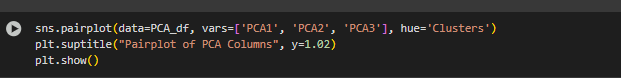 sns.pairplot(data=PCA_df, vars=['PCA1', 'PCA2', 'PCA3'], hue='Clusters')
plt.suptitle("Pairplot of PCA Columns", y=1.02)
plt.show()